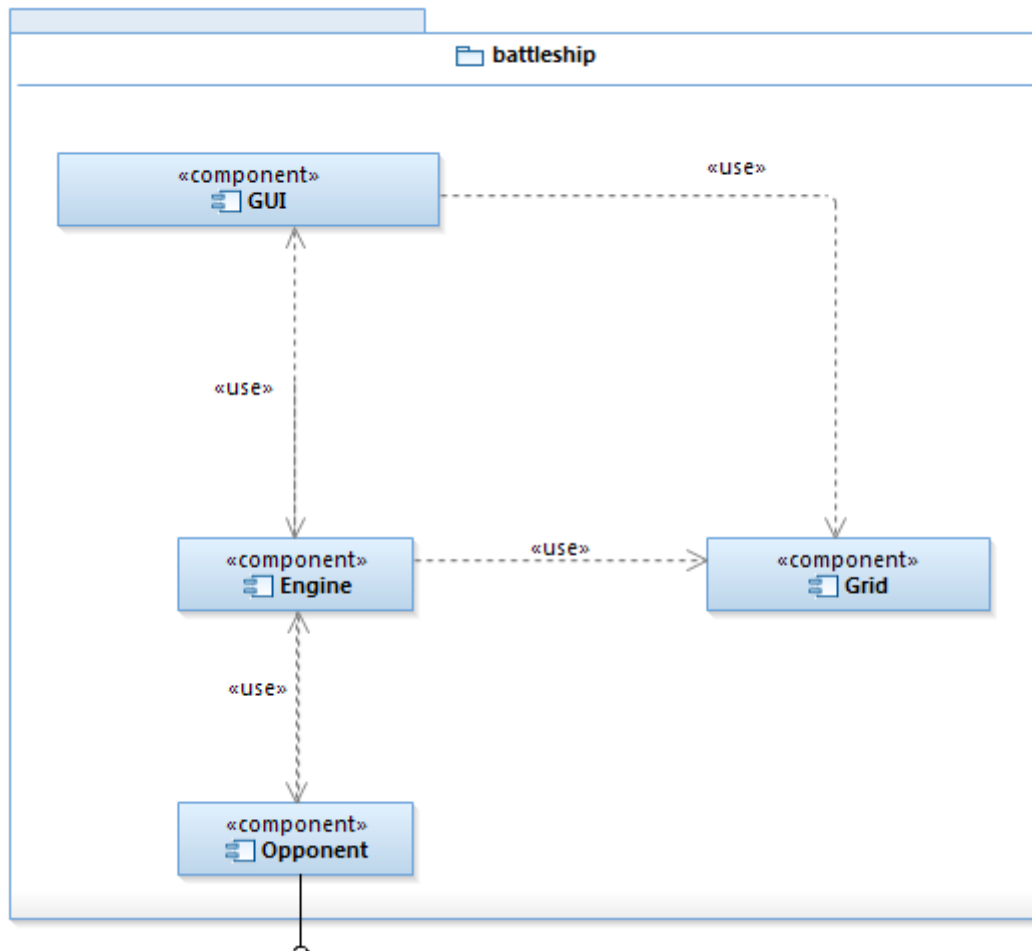 battleship
«component»
GUI
«use»
«use»
«component»
Engine
«use»
«component»
Grid
«use»
«component»
Opponent